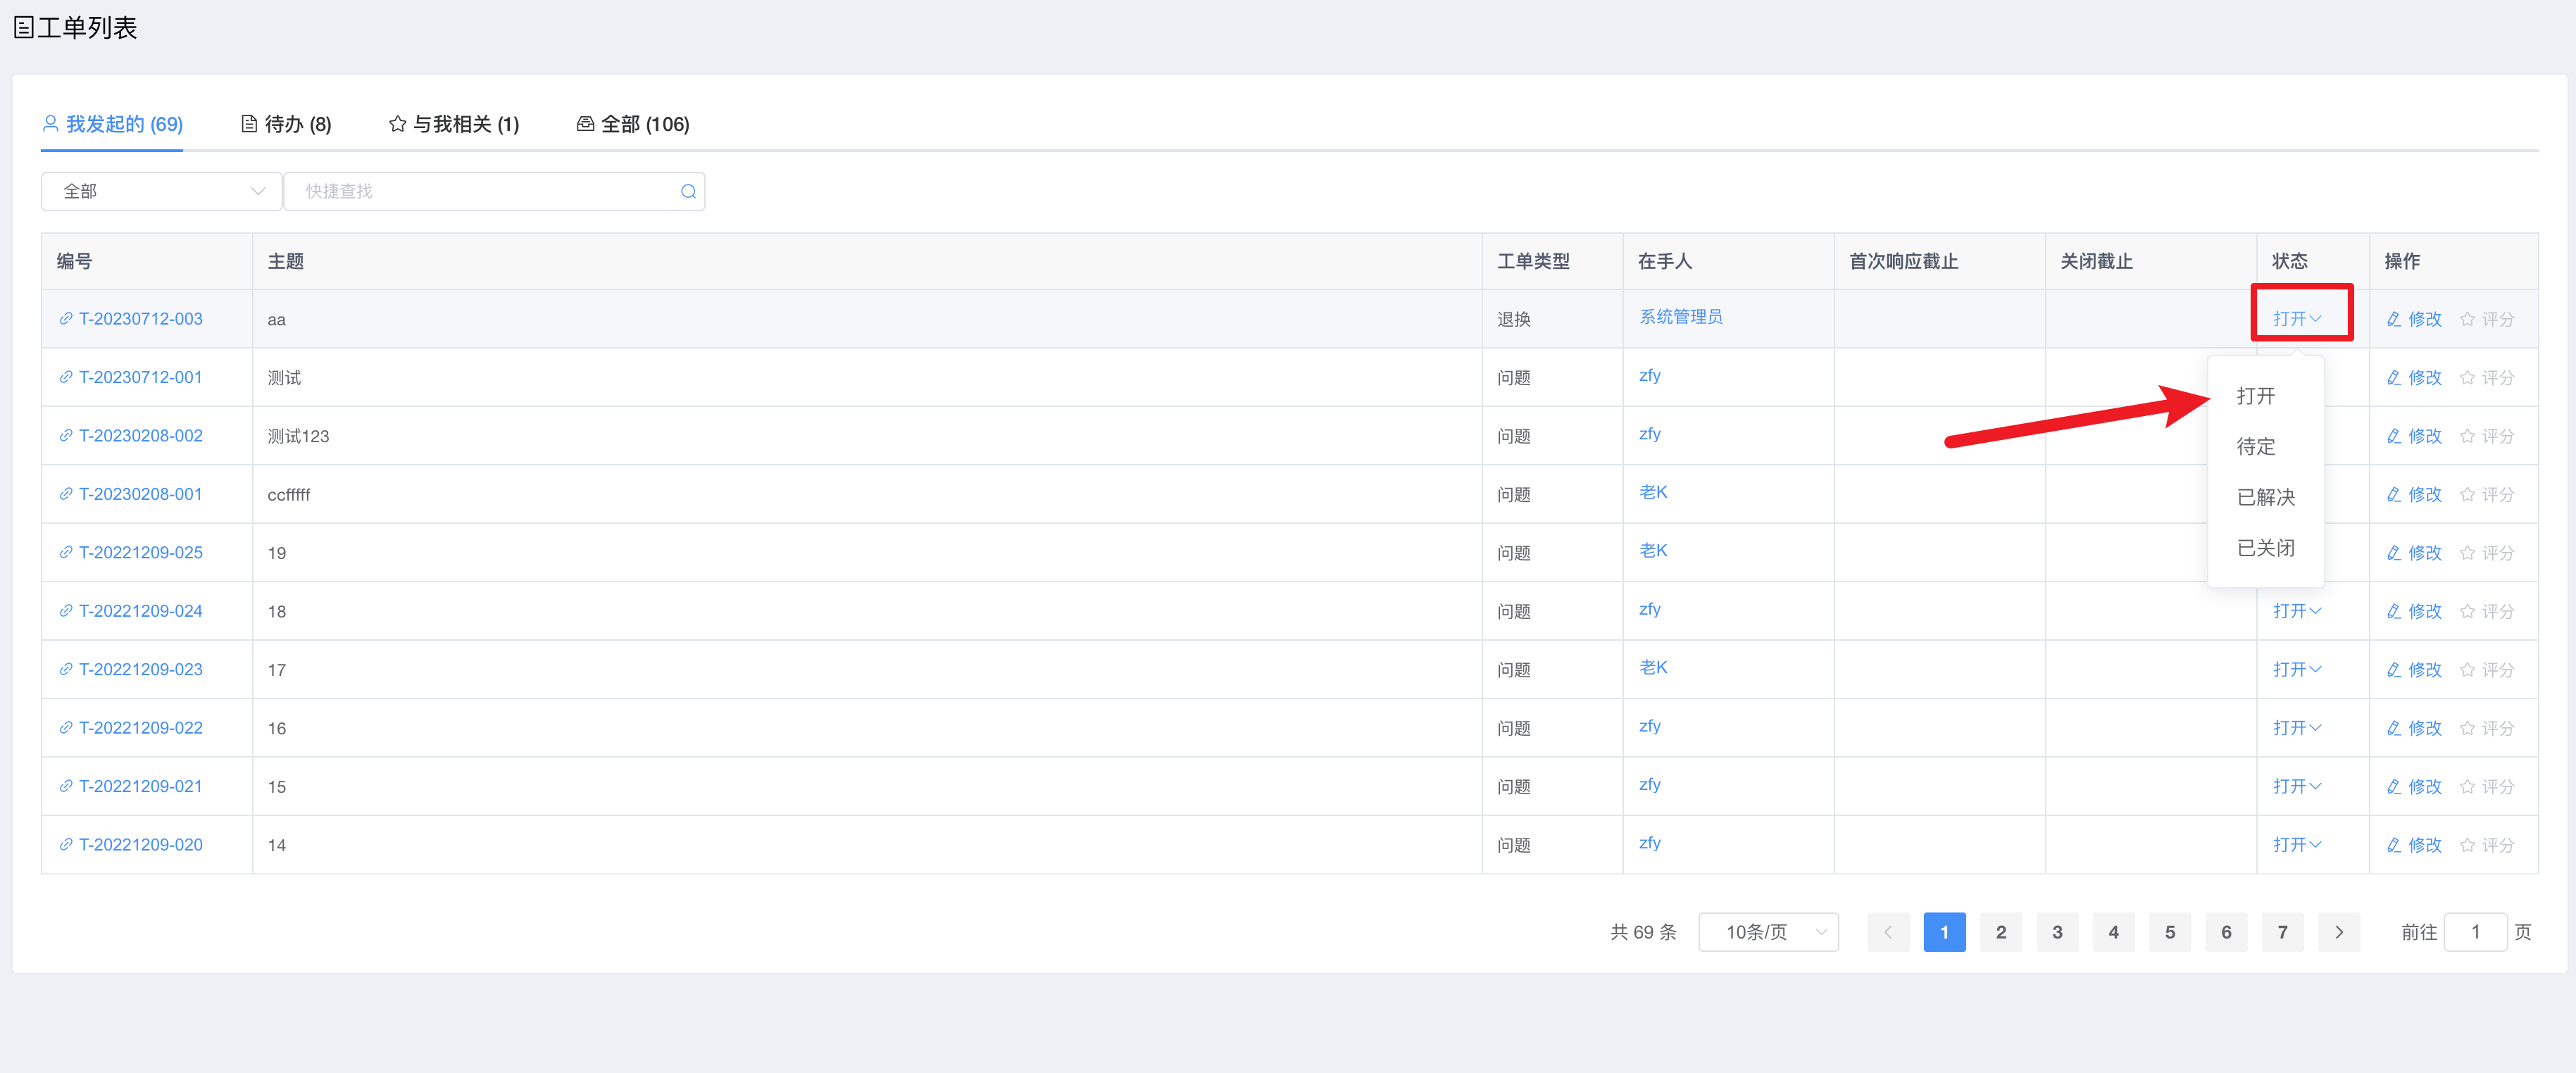 工单列表
我发起的 (69) 待办 (8) 与我相关 (1) 全部 (106)
全部 快捷查找
编号 主题 工单类型 在手人 首次响应截止 关闭截止 状态 操作
T-20230712-003 aa 退换 系统管理员 打开 修改 评分
T-20230712-001 测试 问题 zfy 修改 评分
打开
T-20230208-002 测试123 问题 zfy 修改 评分
待定
T-20230208-001 ccfffff 问题 老K 修改 评分
已解决
T-20221209-025 19 问题 老K 修改 评分
已关闭
T-20221209-024 18 问题 zfy 打开 修改 评分
T-20221209-023 17 问题 老K 打开 修改 评分
T-20221209-022 16 问题 zfy 打开 修改 评分
T-20221209-021 15 问题 zfy 打开 修改 评分
T-20221209-020 14 问题 zfy 打开 修改 评分
共 69 条 10条/页 1 2 3 4 5 6 7 前往 1 页